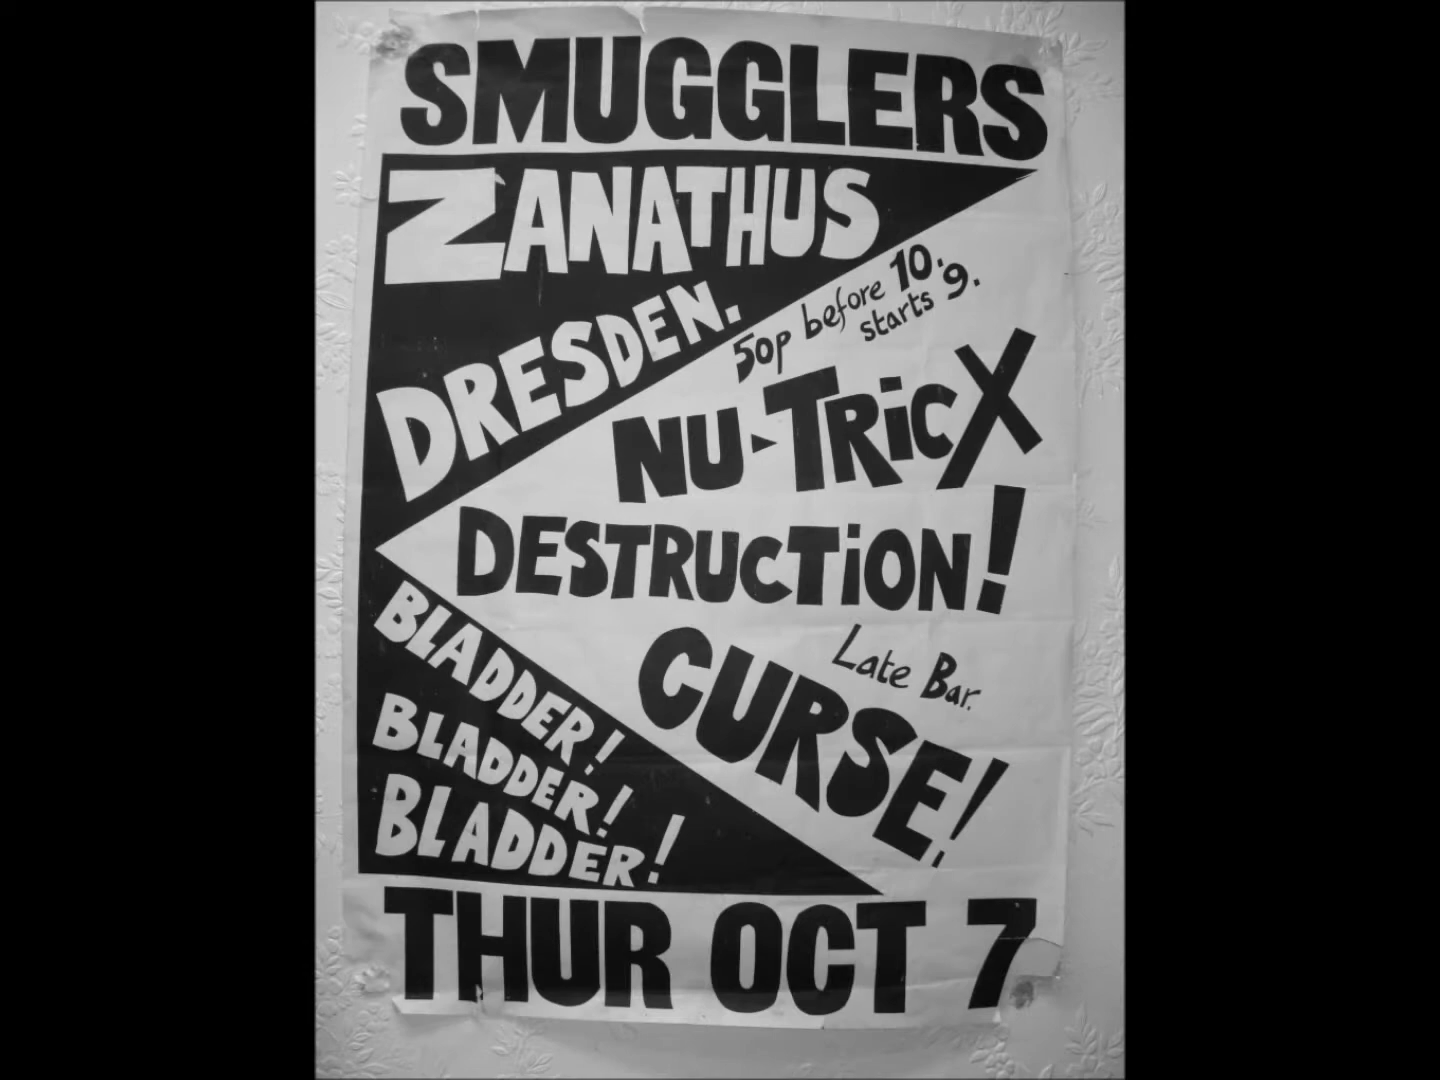 SMUGGLERS
ZANATHUS
DRESDEN.
50p before 10.
starts 9.
NU-TRiCX
DESTRUCTiON!
CURSE!
Late Bar.
BLADDER!
BLADDER!
BLADDER!
THUR OCT 7